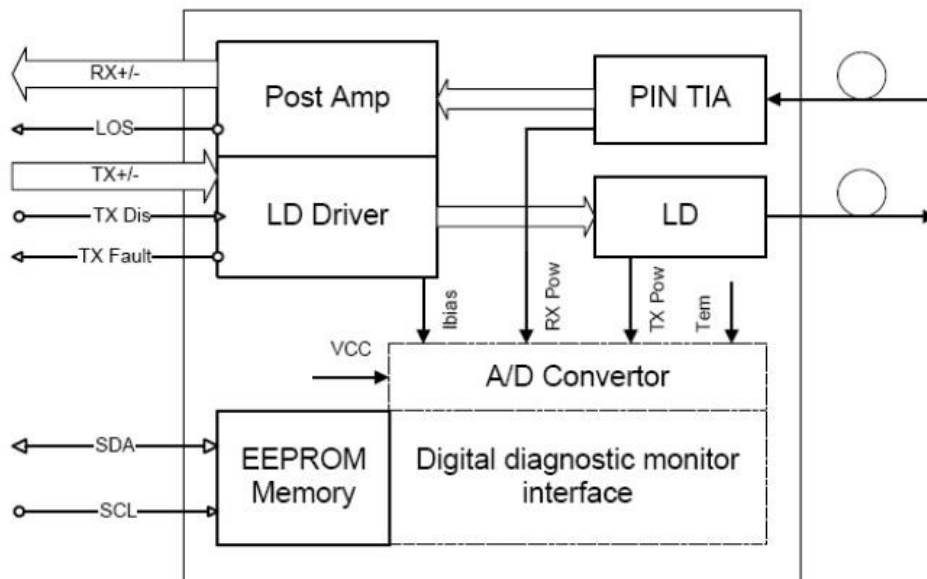 RX+/-
LOS
TX+/-
TX Dis
TX Fault
Post Amp
PIN TIA
LD Driver
LD
Ibias
RX Pow
TX Pow
Tem
VCC
A/D Convertor
SDA
SCL
EEPROM
Memory
Digital diagnostic monitor
interface